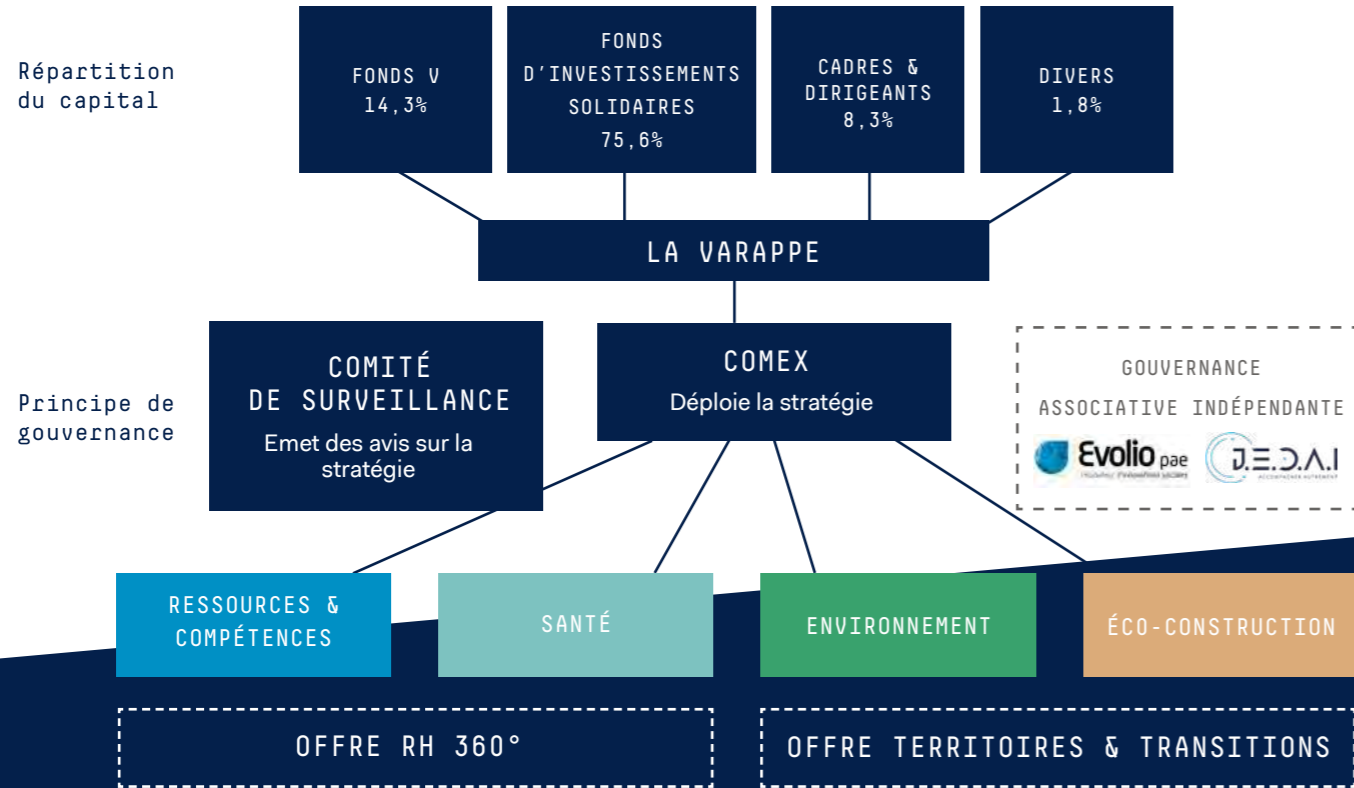 Répartition
du capital
FONDS V
14,3%
FONDS
D'INVESTISSEMENTS
SOLIDAIRES
75,6%
CADRES &
DIRIGEANTS
8,3%
DIVERS
1,8%
LA VARAPPE
Principe de
gouvernance
COMITÉ
DE SURVEILLANCE
Emet des avis sur la
stratégie
COMEX
Déploie la stratégie
GOUVERNANCE
ASSOCIATIVE INDÉPENDANTE
Evolio pae
J.E.D.A.I
ACCOMPAGNER AUTREMENT
RESSOURCES &
COMPÉTENCES
SANTÉ
ENVIRONNEMENT
ÉCO-CONSTRUCTION
OFFRE RH 360°
OFFRE TERRITOIRES & TRANSITIONS